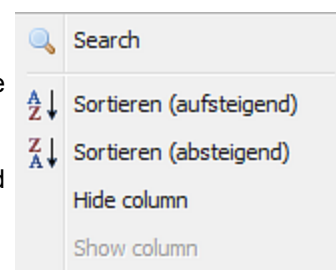 Search
Sortieren (aufsteigend)
Sortieren (absteigend)
Hide column
Show column